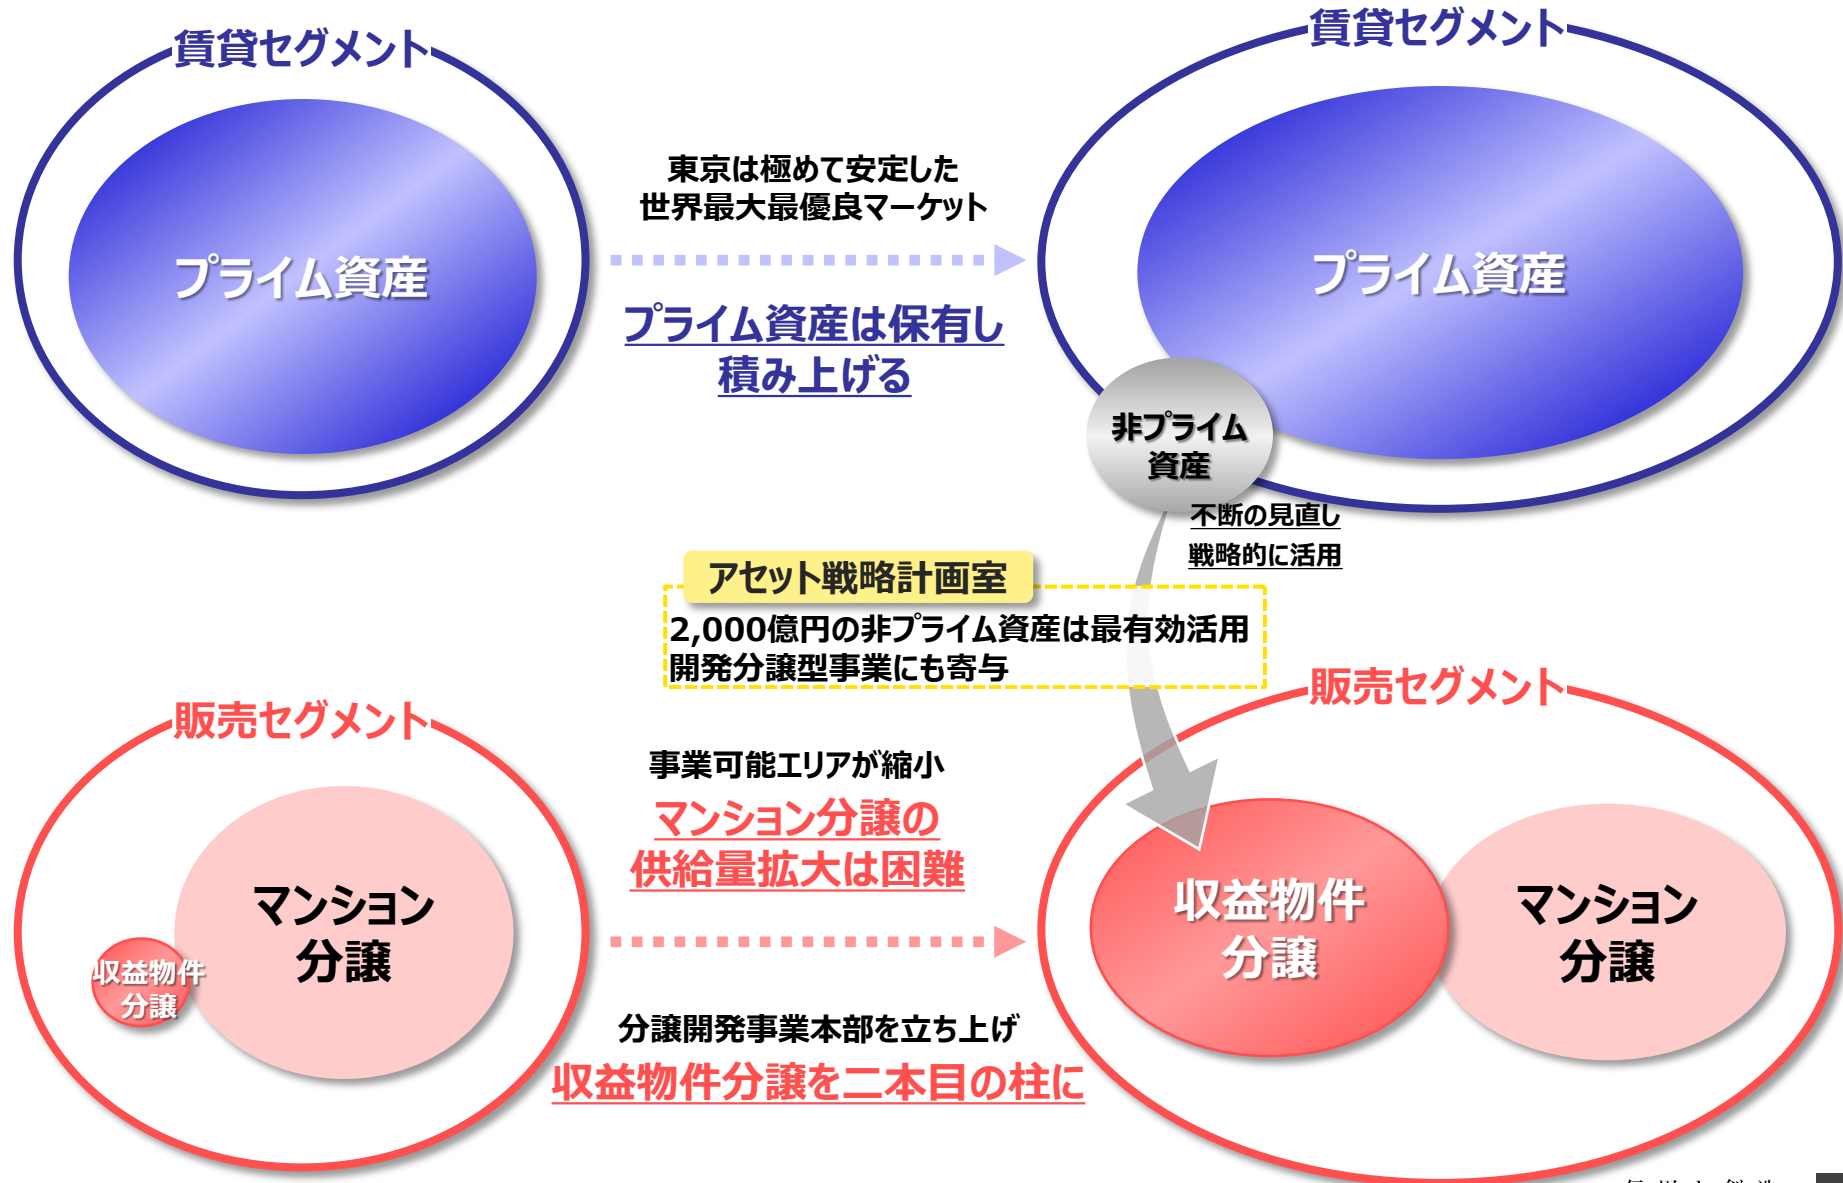 賃貸セグメント
プライム資産
東京は極めて安定した
世界最大最優良マーケット
プライム資産は保有し
積み上げる
賃貸セグメント
プライム資産
非プライム
資産
不断の見直し
戦略的に活用
アセット戦略計画室
2,000億円の非プライム資産は最有効活用
開発分譲型事業にも寄与
販売セグメント
マンション
分譲
収益物件
分譲
事業可能エリアが縮小
マンション分譲の
供給量拡大は困難
分譲開発事業本部を立ち上げ
収益物件分譲を二本目の柱に
販売セグメント
収益物件
分譲
マンション
分譲